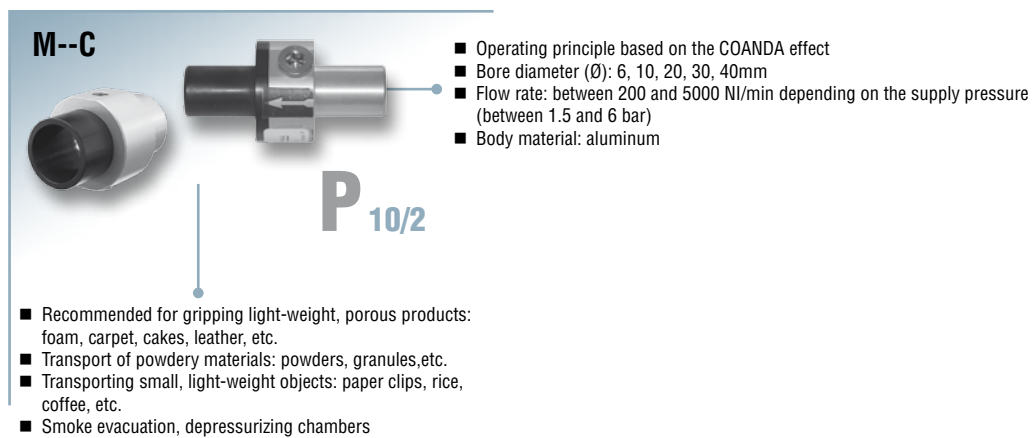 M--C
■ Operating principle based on the COANDA effect
■ Bore diameter (Ø): 6, 10, 20, 30, 40mm
■ Flow rate: between 200 and 5000 Nl/min depending on the supply pressure
(between 1.5 and 6 bar)
■ Body material: aluminum
P 10/2
■ Recommended for gripping light-weight, porous products:
foam, carpet, cakes, leather, etc.
■ Transport of powdery materials: powders, granules,etc.
■ Transporting small, light-weight objects: paper clips, rice,
coffee, etc.
■ Smoke evacuation, depressurizing chambers